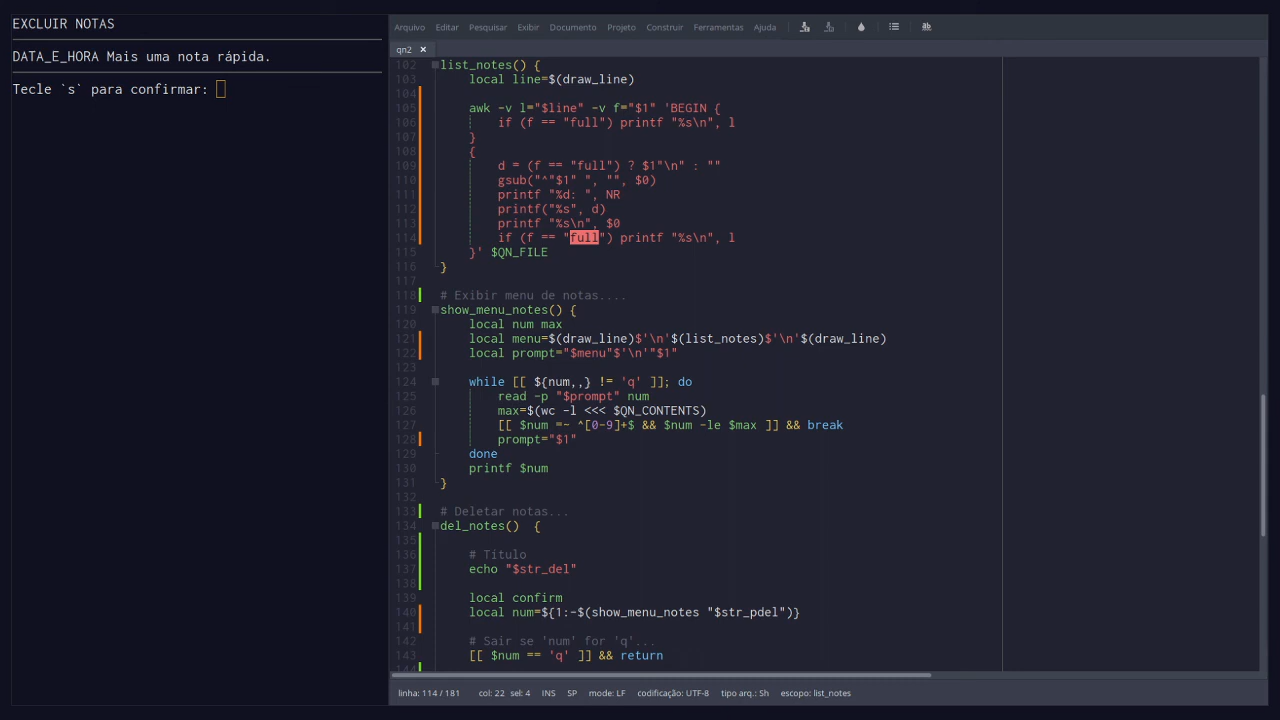 EXCLUIR NOTAS
DATA_E_HORA Mais uma nota rápida.
Tecle `s` para confirmar:
Arquivo Editar Pesquisar Exibir Documento Projeto Construir Ferramentas Ajuda
qn2 ×
102 list_notes() {
103 local line=$(draw_line)
104
105 awk -v l="$line" -v f="$1" 'BEGIN {
106 if (f == "full") printf "%s\n", l
107 }
108 {
109 d = (f == "full") ? $1"\n" : ""
110 gsub("^"$1" ", "", $0)
111 printf "%d: ", NR
112 printf("%s", d)
113 printf "%s\n", $0
114 if (f == "full") printf "%s\n", l
115 }' $QN_FILE
116 }
117
118 # Exibir menu de notas....
119 show_menu_notes() {
120 local num max
121 local menu=$(draw_line)$'\n'$(list_notes)$'\n'$(draw_line)
122 local prompt="$menu"$'\n'"$1"
123
124 while [[ ${num,,} != 'q' ]]; do
125 read -p "$prompt" num
126 max=$(wc -l <<< $QN_CONTENTS)
127 [[ $num =~ ^[0-9]+$ && $num -le $max ]] && break
128 prompt="$1"
129 done
130 printf $num
131 }
132
133 # Deletar notas...
134 del_notes() {
135
136 # Título
137 echo "$str_del"
138
139 local confirm
140 local num=${1:-$(show_menu_notes "$str_pdel")}
141
142 # Sair se 'num' for 'q'...
143 [[ $num == 'q' ]] && return
144
linha: 114 / 181 col: 22 sel: 4 INS SP mode: LF codificação: UTF-8 tipo arq.: Sh escopo: list_notes